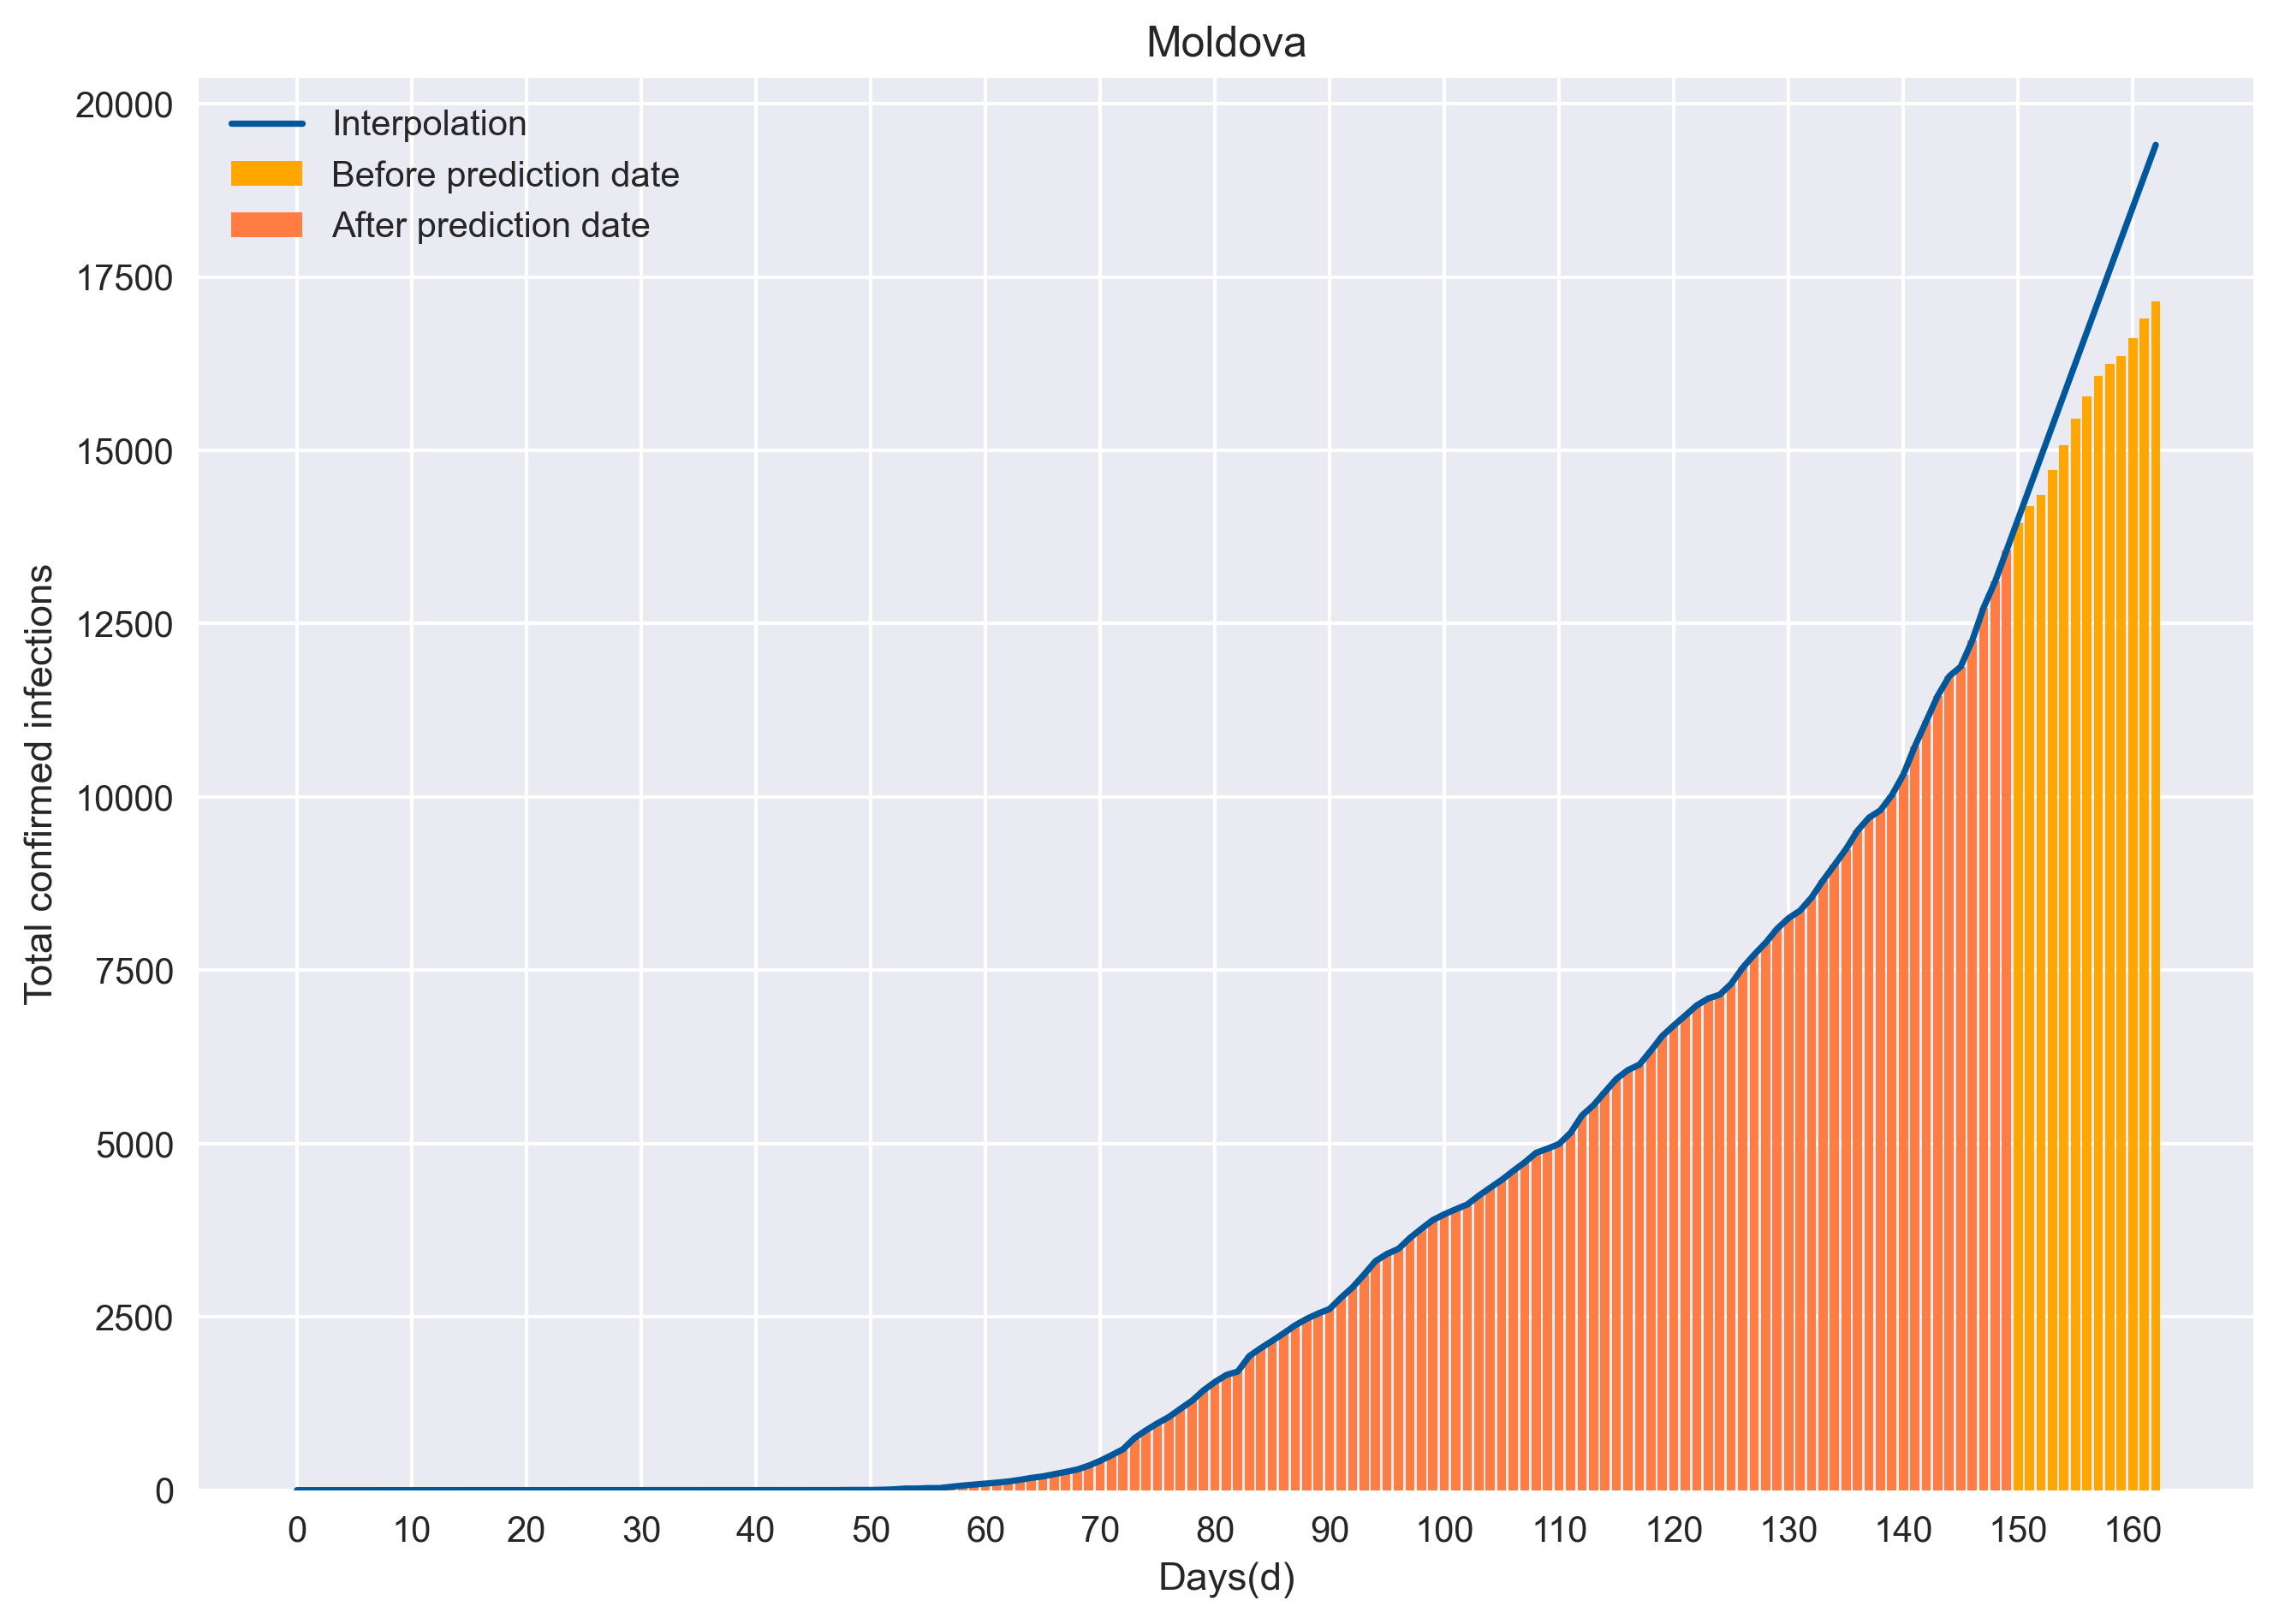 Moldova
20000
17500
15000
12500
10000
7500
5000
2500
0
Total confirmed infections
Interpolation
Before prediction date
After prediction date
0 10 20 30 40 50 60 70 80 90 100 110 120 130 140 150 160
Days(d)